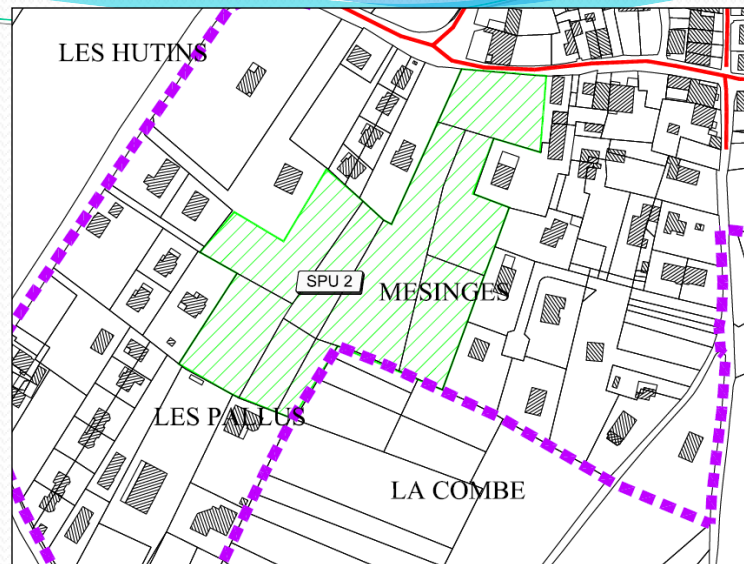 LES HUTINS
SPU 2
MESINGES
LES PALLUS
LA COMBE